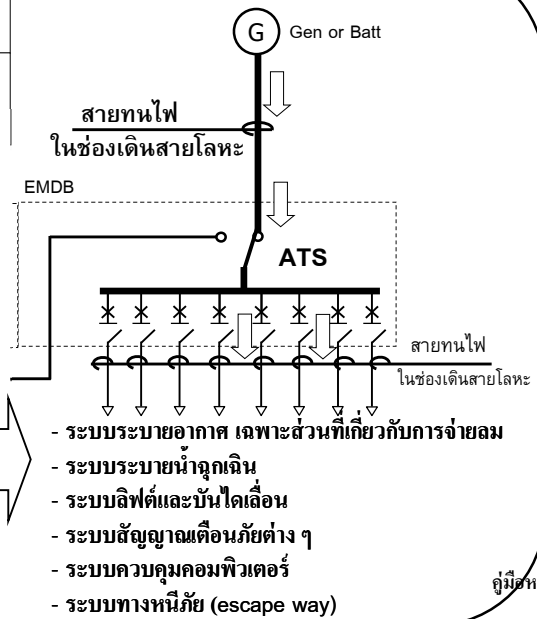 G
Gen or Batt
สายทนไฟ
ในช่องเดินสายโลหะ
EMDB
ATS
สายทนไฟ
ในช่องเดินสายโลหะ
- ระบบระบายอากาศ เฉพาะส่วนที่เกี่ยวกับการจ่ายลม
- ระบบระบายน้ำฉุกเฉิน
- ระบบลิฟต์และบันไดเลื่อน
- ระบบสัญญาณเตือนภัยต่าง ๆ
- ระบบควบคุมคอมพิวเตอร์
- ระบบทางหนีภัย (escape way)